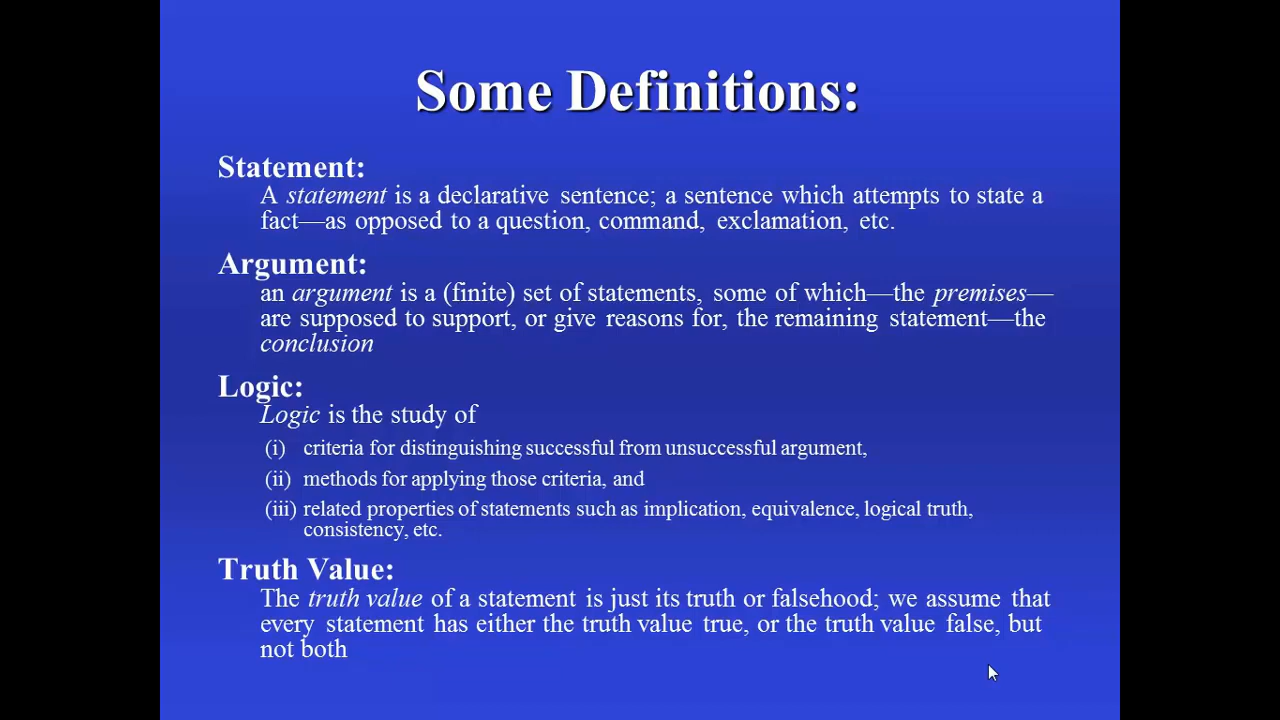 Some Definitions:
Statement:
A statement is a declarative sentence; a sentence which attempts to state a
fact—as opposed to a question, command, exclamation, etc.
Argument:
an argument is a (finite) set of statements, some of which—the premises—
are supposed to support, or give reasons for, the remaining statement—the
conclusion
Logic:
Logic is the study of
(i) criteria for distinguishing successful from unsuccessful argument,
(ii) methods for applying those criteria, and
(iii) related properties of statements such as implication, equivalence, logical truth,
consistency, etc.
Truth Value:
The truth value of a statement is just its truth or falsehood; we assume that
every statement has either the truth value true, or the truth value false, but
not both